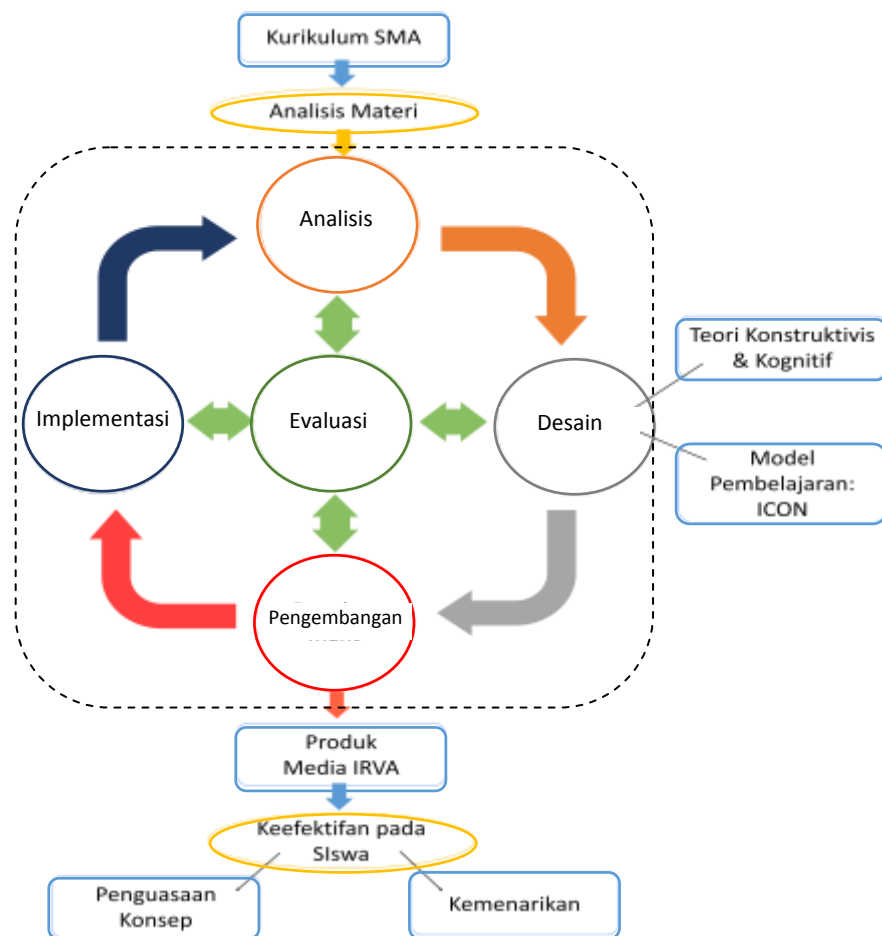 Kurikulum SMA
Analisis Materi
Analisis
Teori Konstruktivis
& Kognitif
Implementasi
Evaluasi
Desain
Model
Pembelajaran:
ICON
Pengembangan
Produk
Media IRVA
Keefektifan pada
SIswa
Penguasaan
Konsep
Kemenarikan